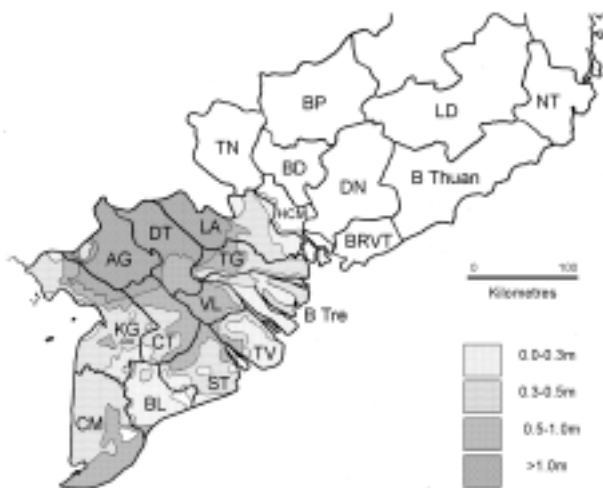 BP
LD
NT
TN
BD
DN
B Thuan
HCM
BRVT
LA
DT
TG
AG
VL
B Tre
KG
CT
TV
ST
BL
CM
0 100
Kilometres
0.0-0.3m
0.3-0.5m
0.5-1.0m
>1.0m